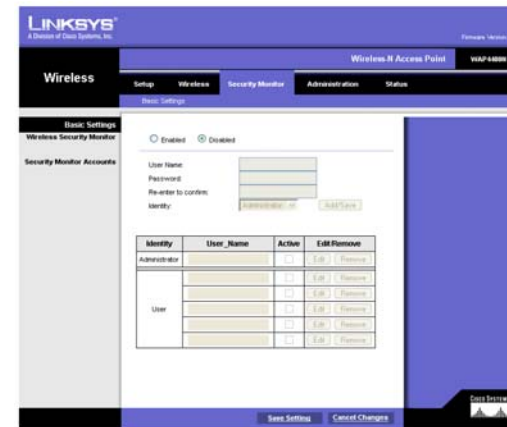 LINKSYS®
A Division of Cisco Systems, Inc.
Firmware Version
Wireless-N Access Point WAP4400N
Wireless
Setup Wireless Security Monitor Administration Status
Basic Settings
Basic Settings
Wireless Security Monitor
Enabled Disabled
Security Monitor Accounts
User Name:
Password:
Re-enter to confirm:
Identity: Administrator Add/Save
Identity User_Name Active Edit/Remove
Administrator Edit Remove
Edit Remove
Edit Remove
User Edit Remove
Edit Remove
Edit Remove
Save Setting Cancel Changes
Cisco System